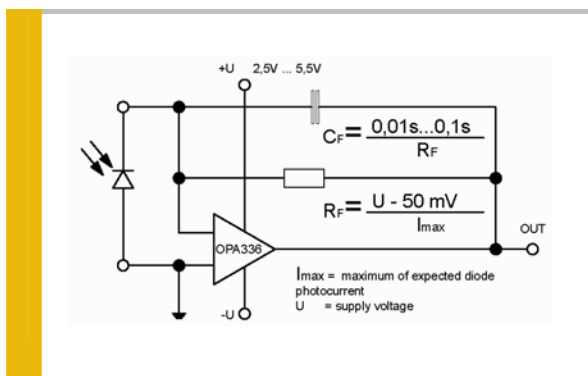 +U 2,5V ... 5,5V
CF= 0,01s...0,1s
RF
RF= U - 50 mV
Imax
OUT
OPA336
Imax = maximum of expected diode
photocurrent
U = supply voltage
-U